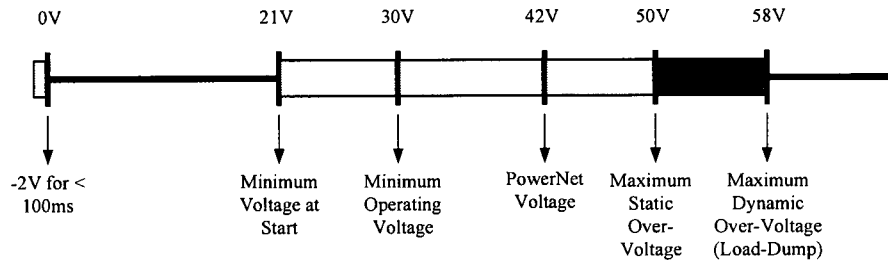 0V 21V 30V 42V 50V 58V
-2V for <
100ms
Minimum
Voltage at
Start
Minimum
Operating
Voltage
PowerNet
Voltage
Maximum
Static
Over-
Voltage
Maximum
Dynamic
Over-Voltage
(Load-Dump)